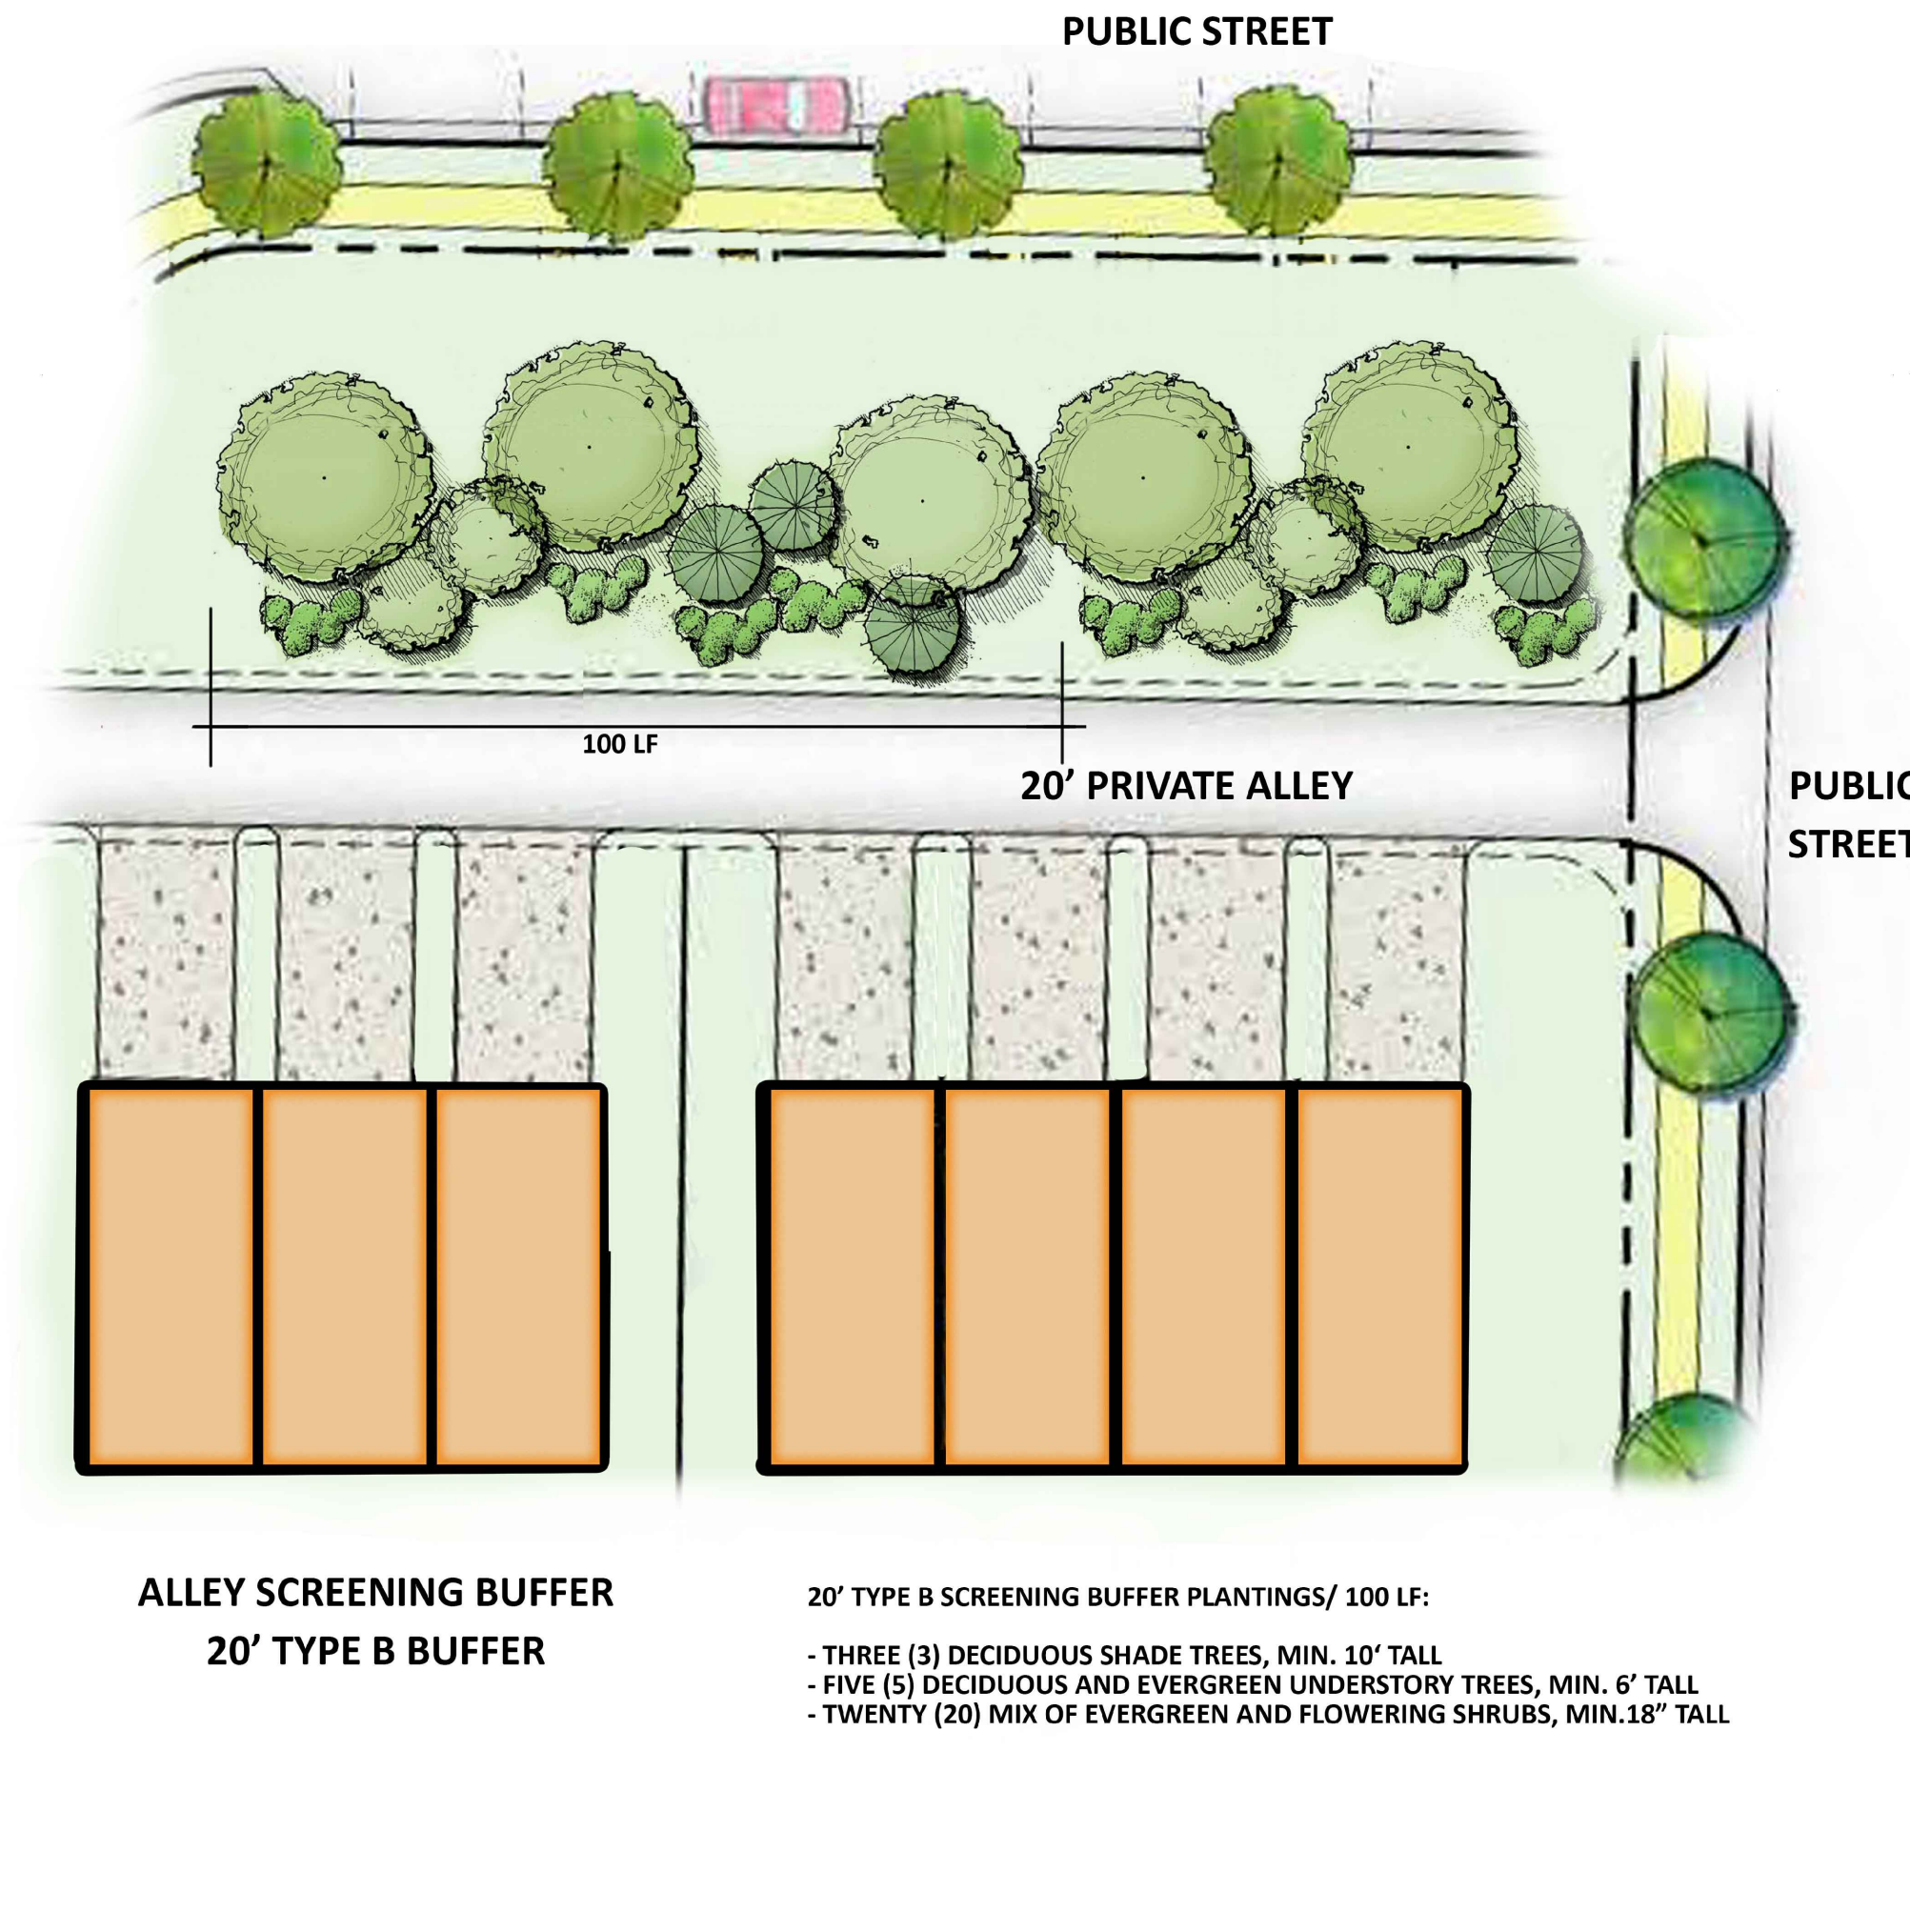 PUBLIC STREET
100 LF
20’ PRIVATE ALLEY
PUBLIC
STREET
ALLEY SCREENING BUFFER
20’ TYPE B BUFFER
20’ TYPE B SCREENING BUFFER PLANTINGS/ 100 LF:
- THREE (3) DECIDUOUS SHADE TREES, MIN. 10‘ TALL
- FIVE (5) DECIDUOUS AND EVERGREEN UNDERSTORY TREES, MIN. 6’ TALL
- TWENTY (20) MIX OF EVERGREEN AND FLOWERING SHRUBS, MIN.18” TALL